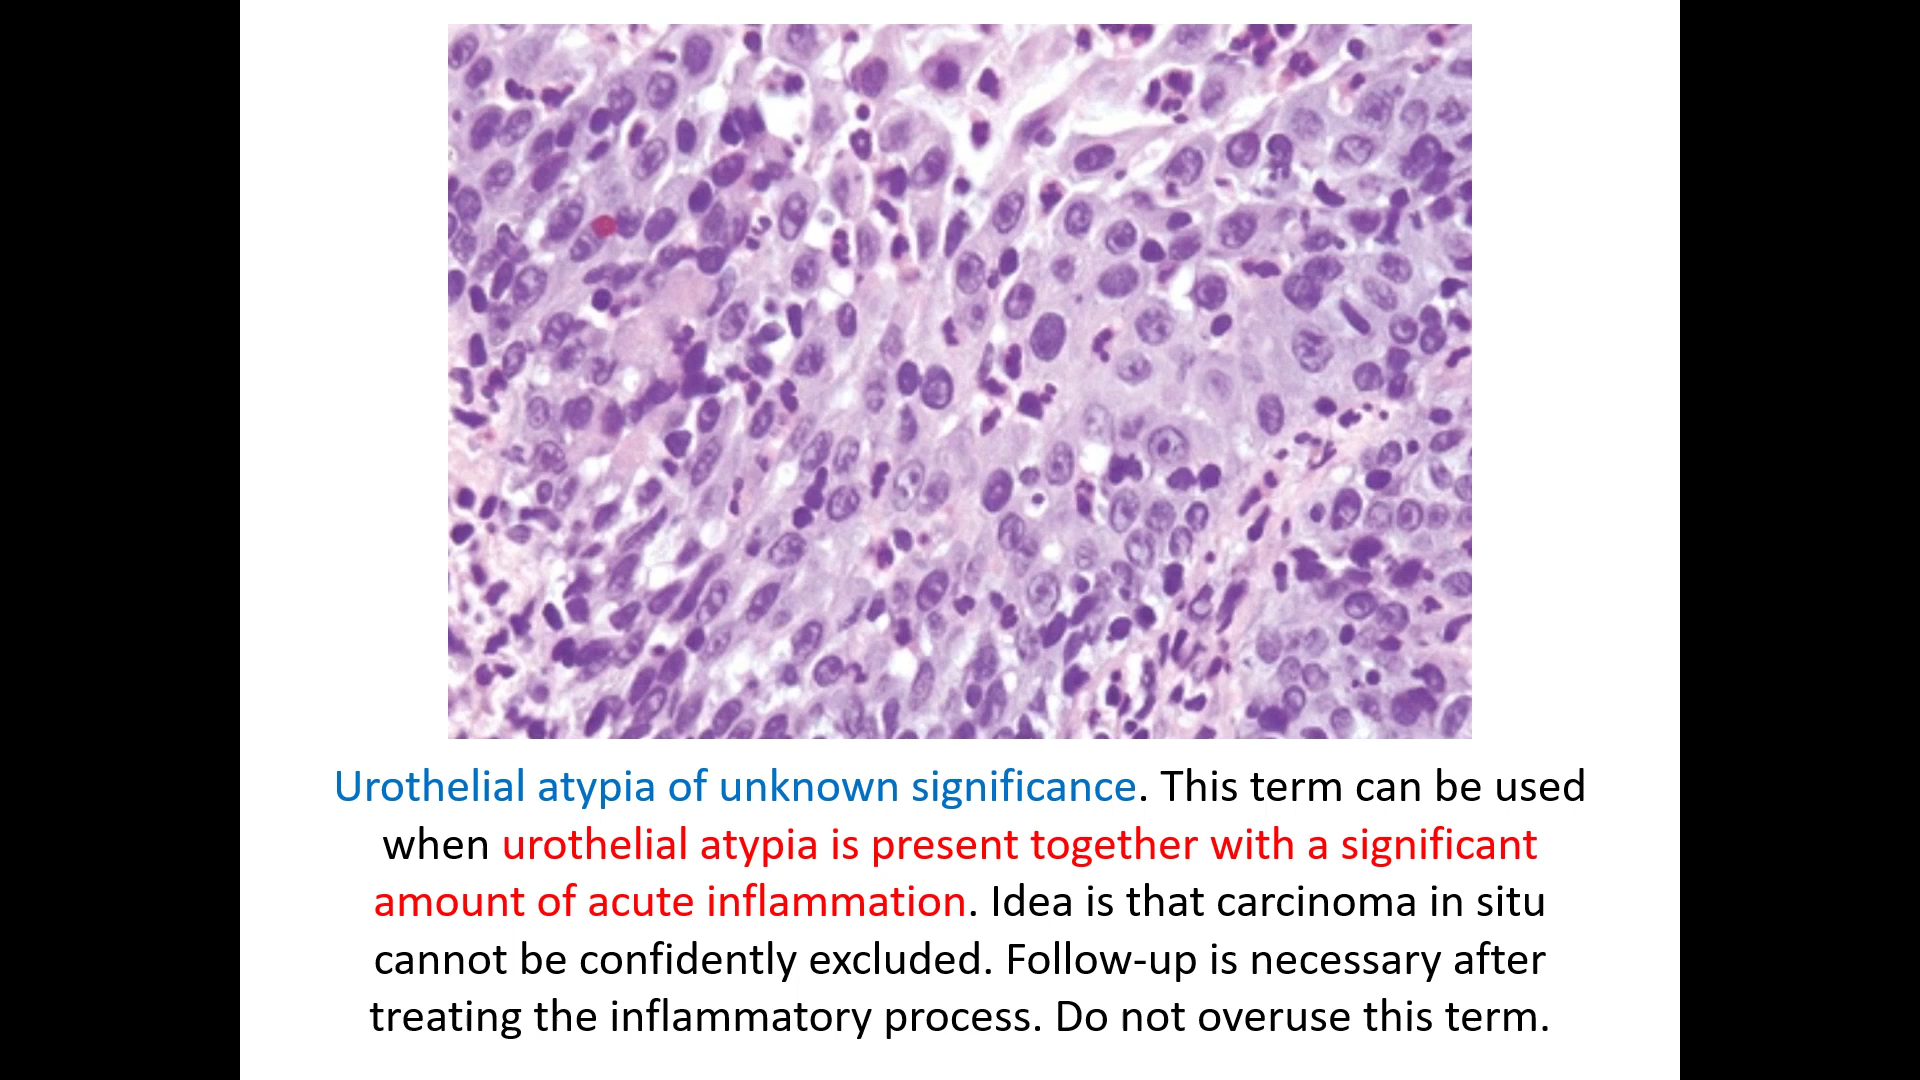 Urothelial atypia of unknown significance. This term can be used
when urothelial atypia is present together with a significant
amount of acute inflammation. Idea is that carcinoma in situ
cannot be confidently excluded. Follow-up is necessary after
treating the inflammatory process. Do not overuse this term.